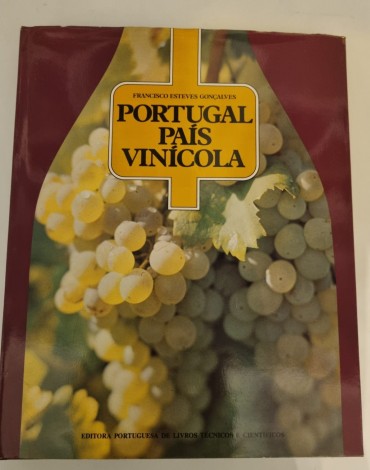 FRANCISCO ESTEVES GONÇALVES
PORTUGAL
PAÍS
VINÍCOLA
EDITORA PORTUGUESA DE LIVROS TÉCNICOS E CIENTÍFICOS